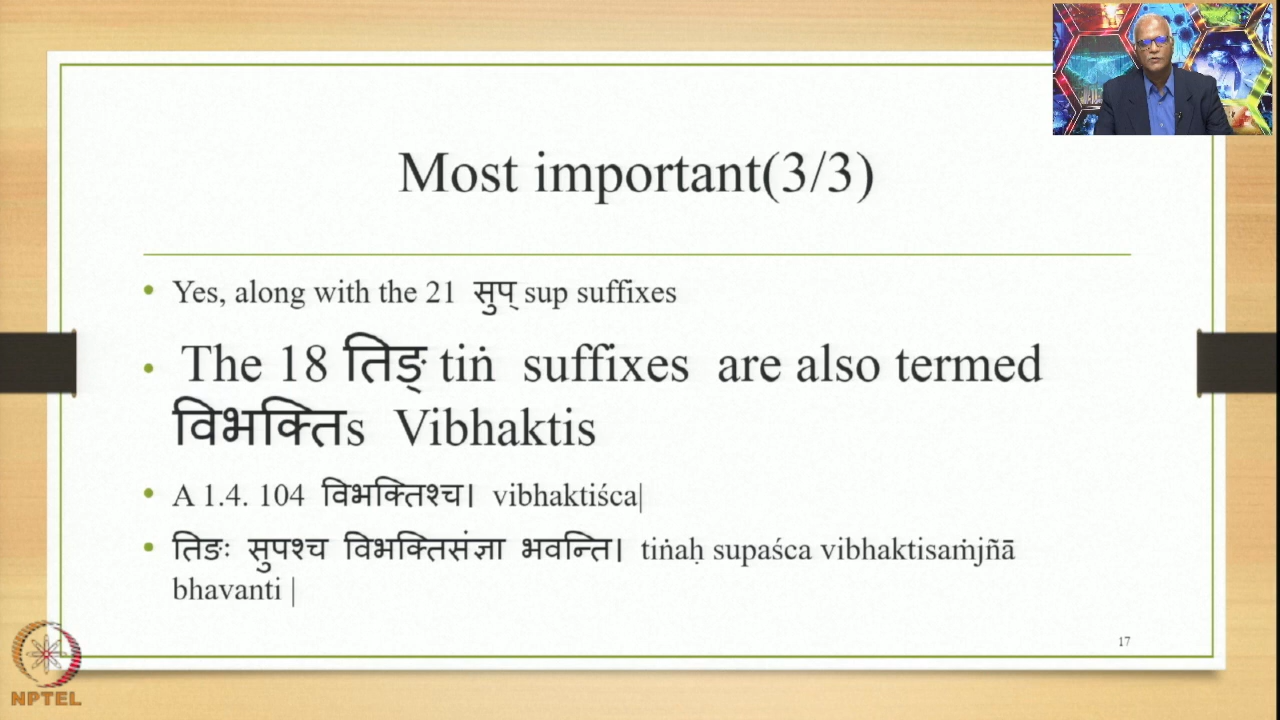 Most important(3/3)
• Yes, along with the 21 सुप् sup suffixes
• The 18 तिङ् tiṅ suffixes are also termed
विभक्तिs Vibhaktis
• A 1.4. 104 विभक्तिश्च। vibhaktiśca|
• तिङः सुपश्च विभक्तिसंज्ञा भवन्ति। tiṅaḥ supaśca vibhaktisaṁjñā
bhavanti |
17
NPTEL